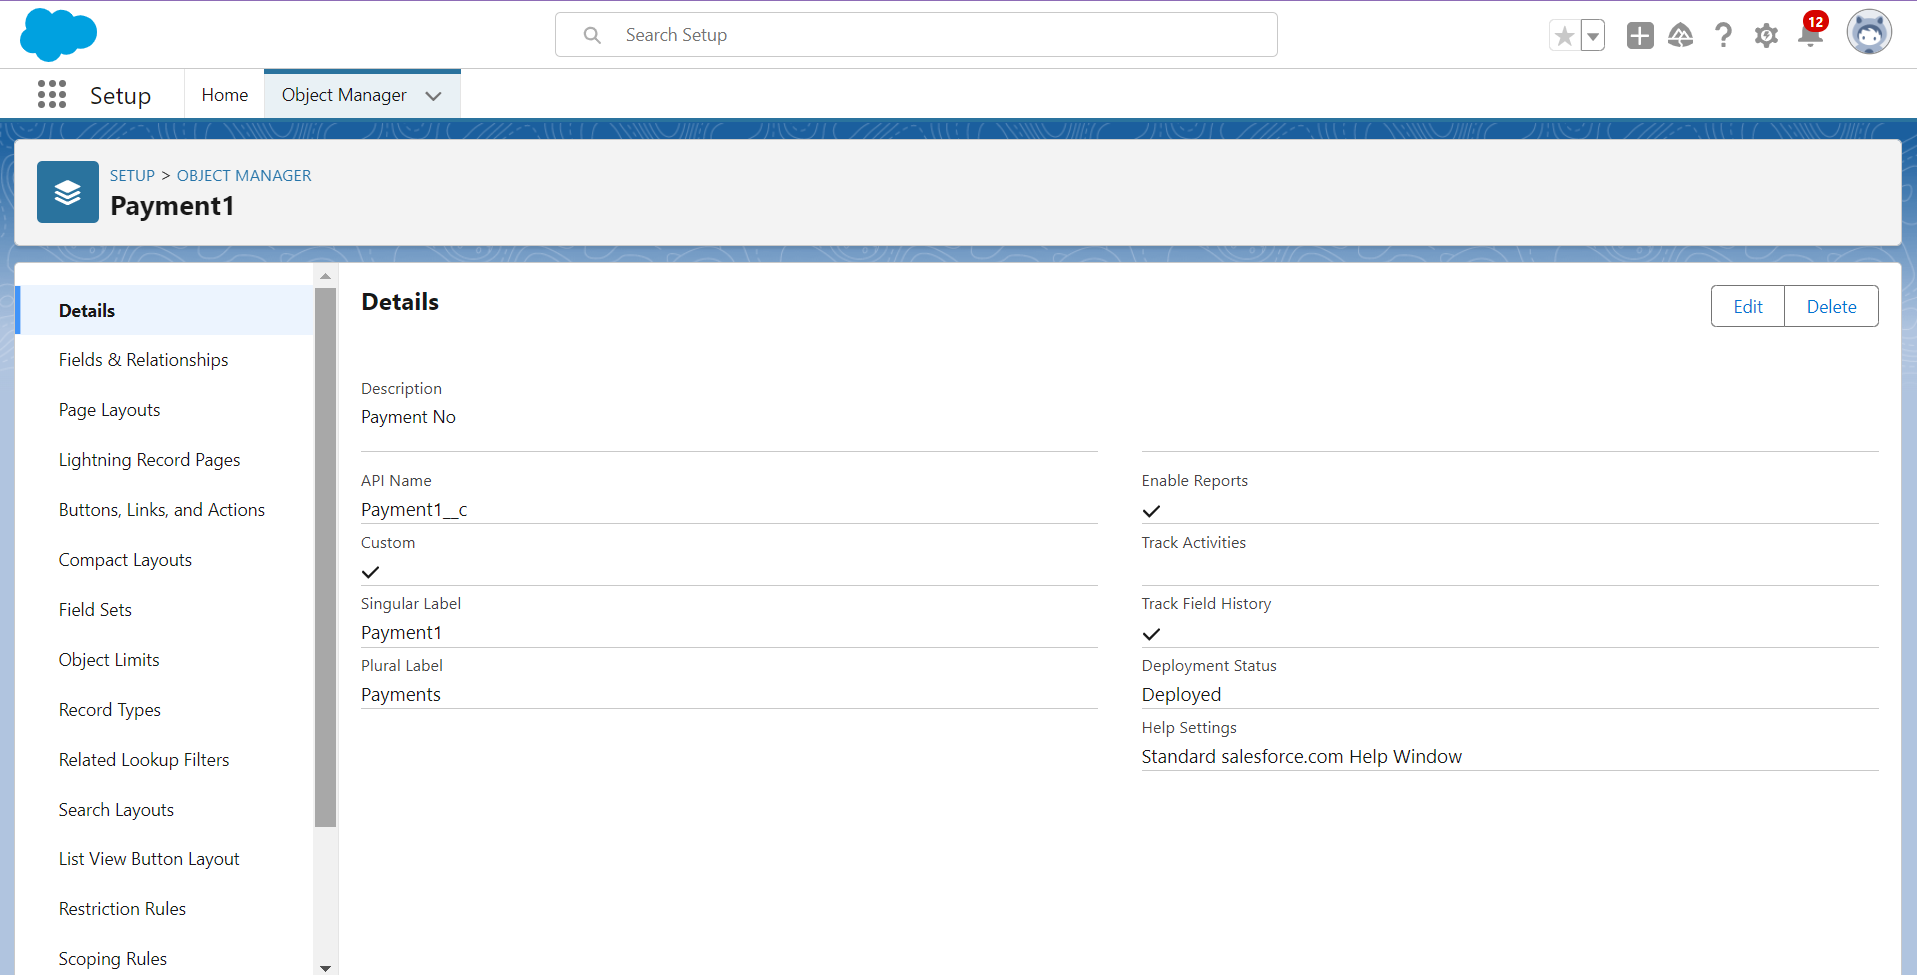 Search Setup
12
Setup
Home
Object Manager
SETUP > OBJECT MANAGER
Payment1
Details
Fields & Relationships
Page Layouts
Lightning Record Pages
Buttons, Links, and Actions
Compact Layouts
Field Sets
Object Limits
Record Types
Related Lookup Filters
Search Layouts
List View Button Layout
Restriction Rules
Scoping Rules
Details
Edit
Delete
Description
Payment No
API Name
Payment1__c
Custom
Singular Label
Payment1
Plural Label
Payments
Enable Reports
Track Activities
Track Field History
Deployment Status
Deployed
Help Settings
Standard salesforce.com Help Window